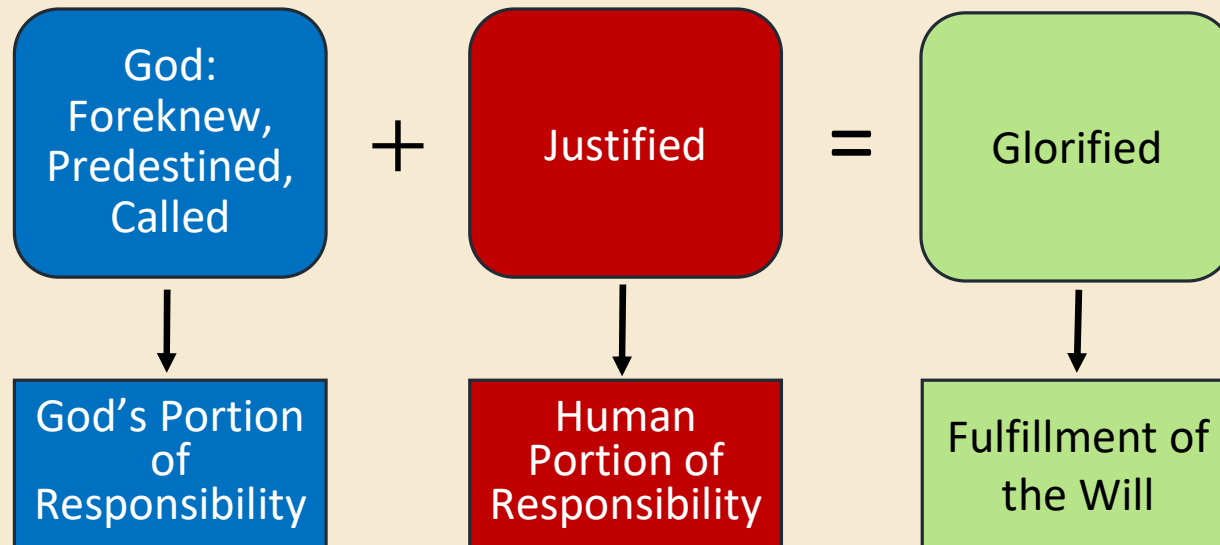 God:
Foreknew,
Predestined,
Called
+
Justified
=
Glorified
God's Portion
of
Responsibility
Human
Portion of
Responsibility
Fulfillment of
the Will